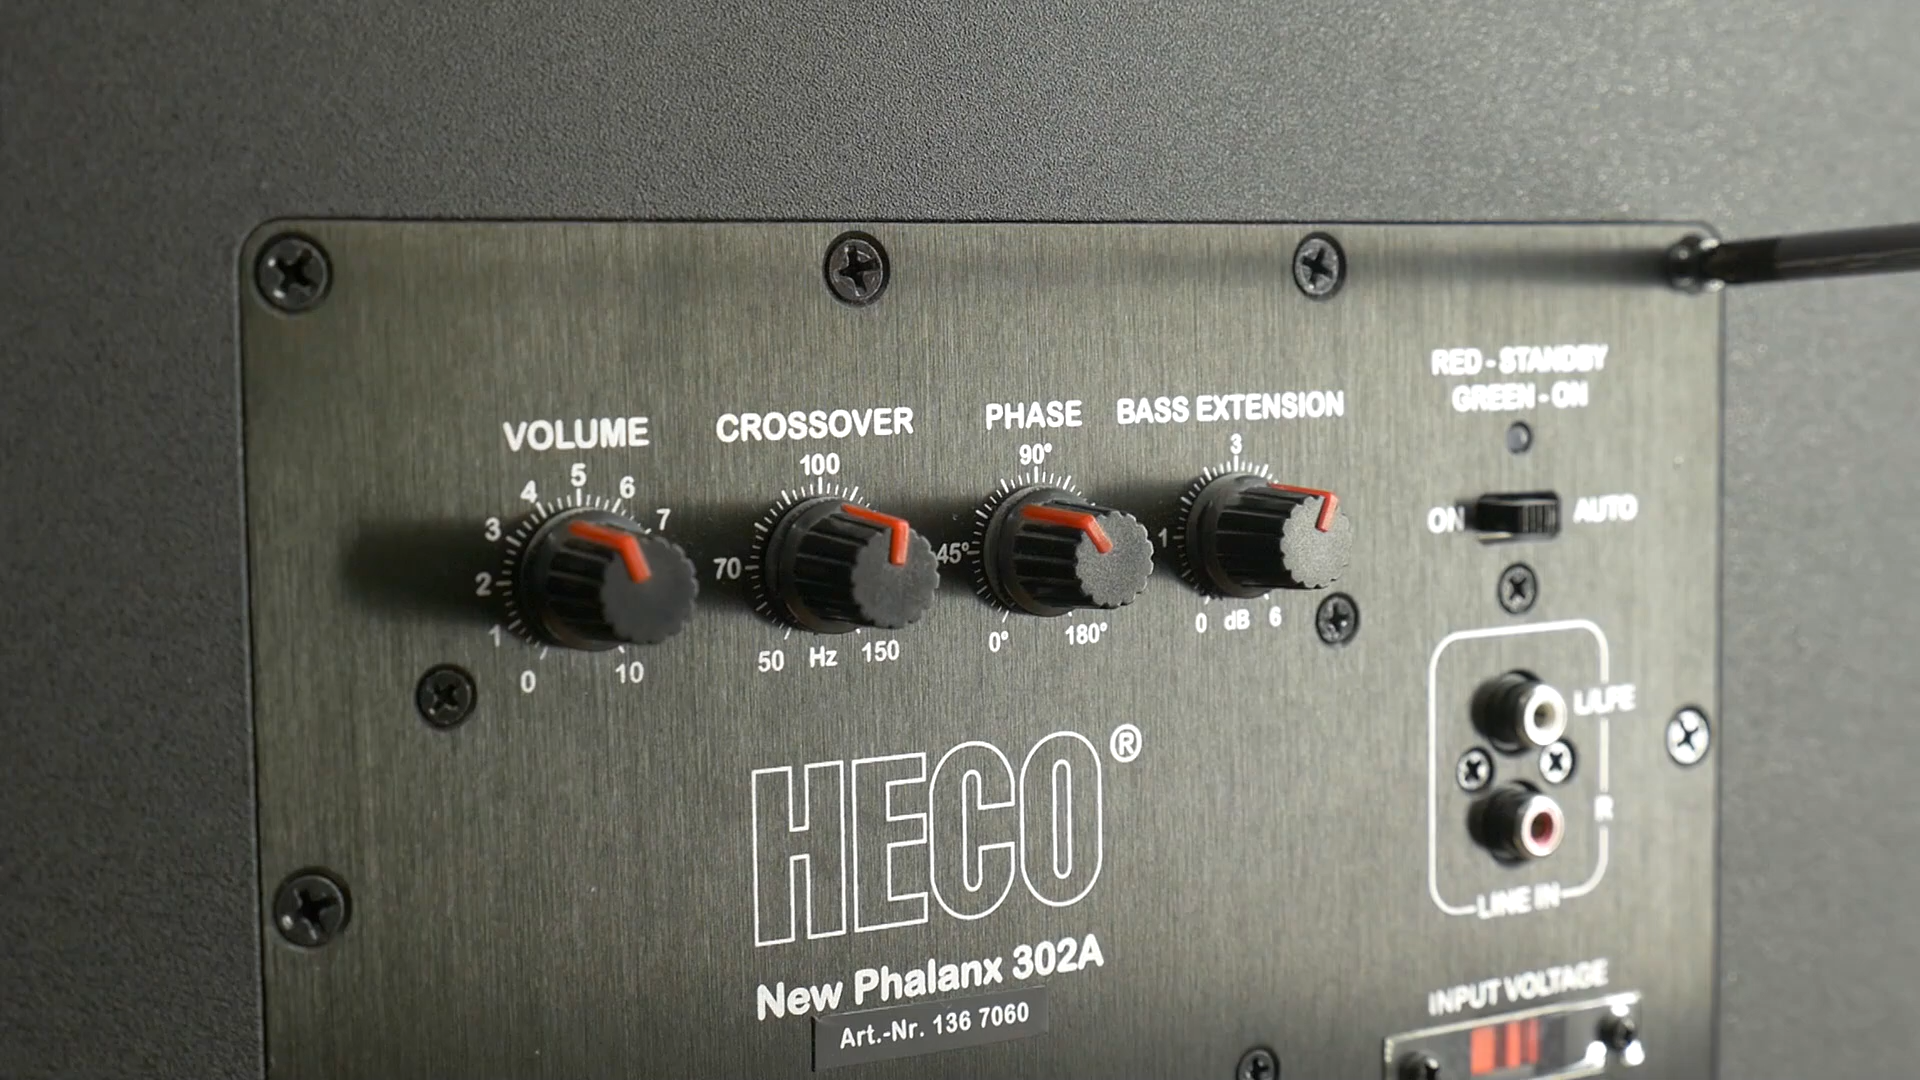 RED - STANDBY
GREEN - ON
VOLUME
CROSSOVER
PHASE
BASS EXTENSION
0
1
2
3
4
5
6
7
10
50
70
100
150
Hz
0°
45°
90°
180°
0
1
3
6
dB
ON
AUTO
L/LFE
R
LINE IN
HECO®
New Phalanx 302A
Art.-Nr. 136 7060
INPUT VOLTAGE